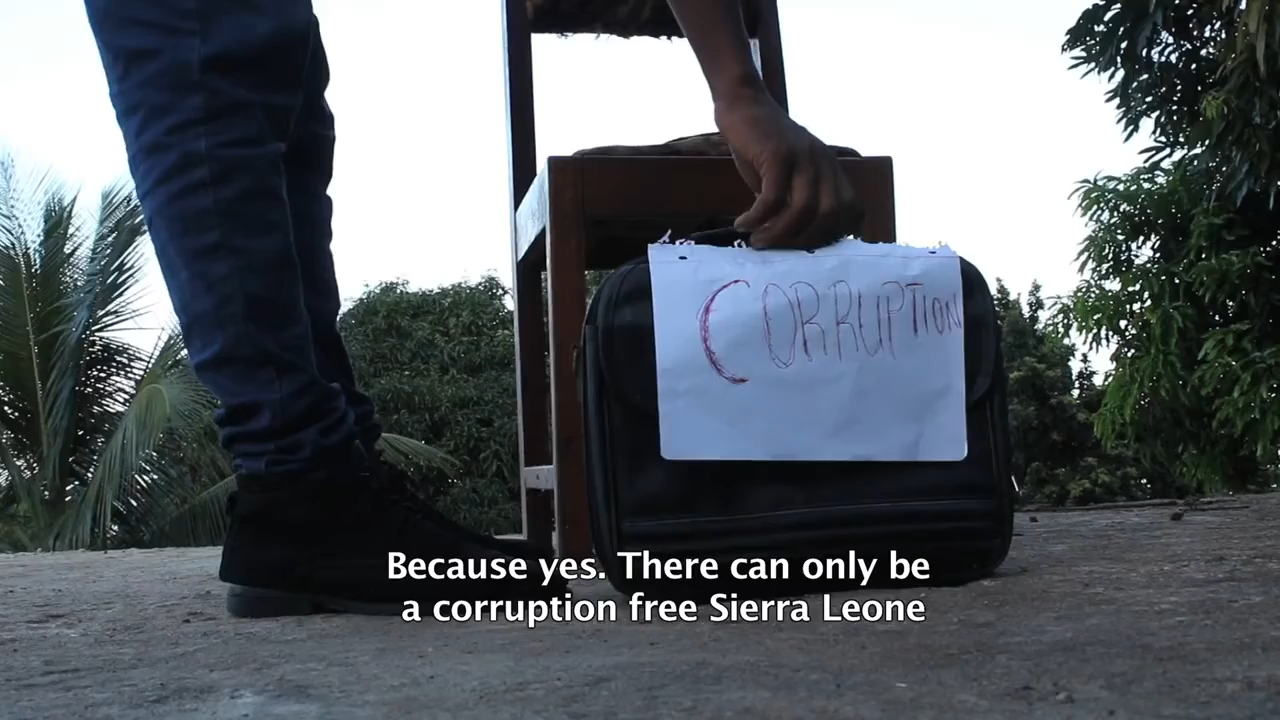 CORRUPTION
Because yes. There can only be
a corruption free Sierra Leone